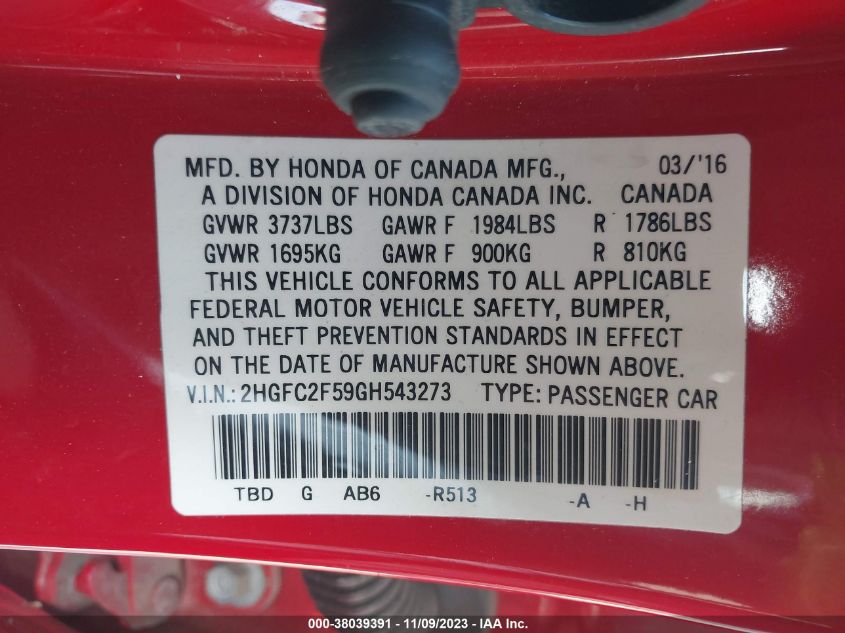 MFD. BY HONDA OF CANADA MFG., 03/'16
A DIVISION OF HONDA CANADA INC. CANADA
GVWR 3737LBS GAWR F 1984LBS R 1786LBS
GVWR 1695KG GAWR F 900KG R 810KG
THIS VEHICLE CONFORMS TO ALL APPLICABLE
FEDERAL MOTOR VEHICLE SAFETY, BUMPER,
AND THEFT PREVENTION STANDARDS IN EFFECT
ON THE DATE OF MANUFACTURE SHOWN ABOVE.
V.I.N.: 2HGFC2F59GH543273 TYPE: PASSENGER CAR
TBD G AB6 -R513 -A -H
000-38039391 - 11/09/2023 - IAA Inc.